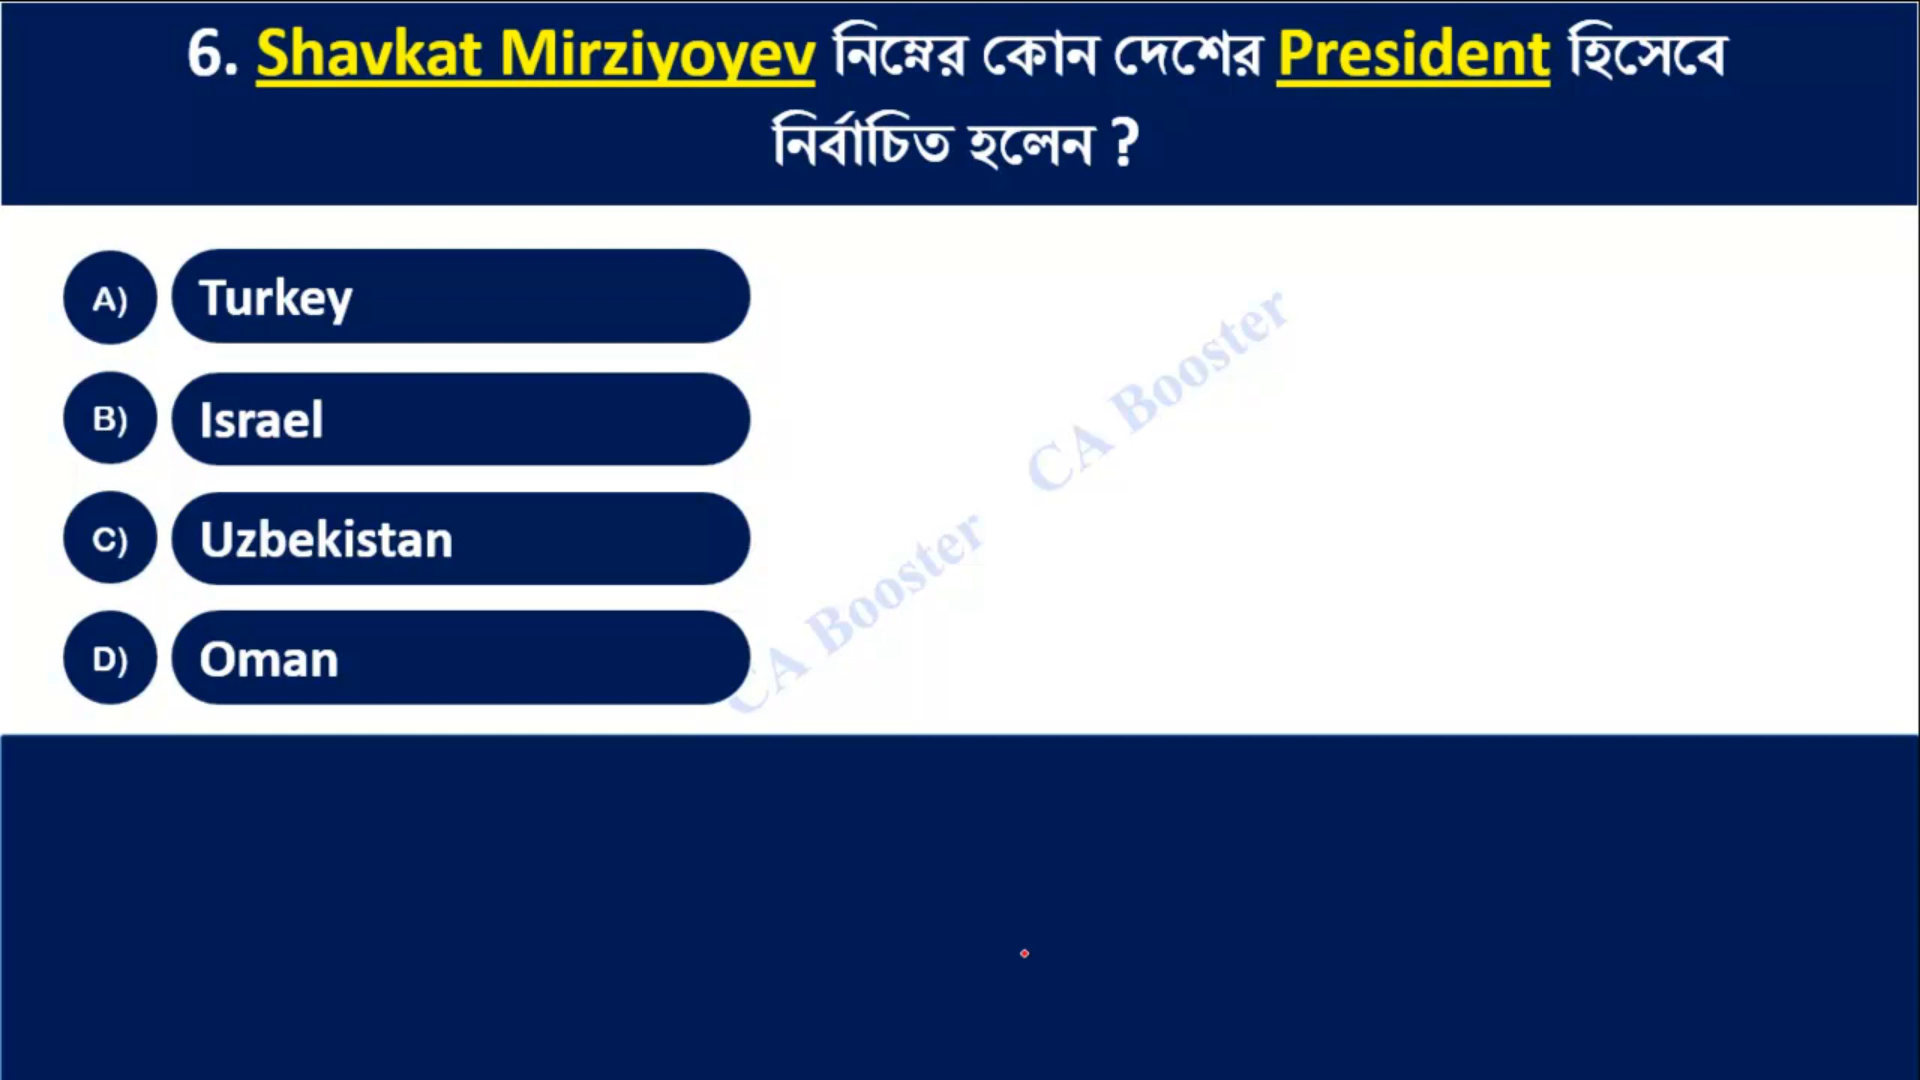 6. Shavkat Mirziyoyev নিম্নের কোন দেশের President হিসেবে
নির্বাচিত হলেন ?
A) Turkey
B) Israel
C) Uzbekistan
D) Oman
CA Booster
CA Booster